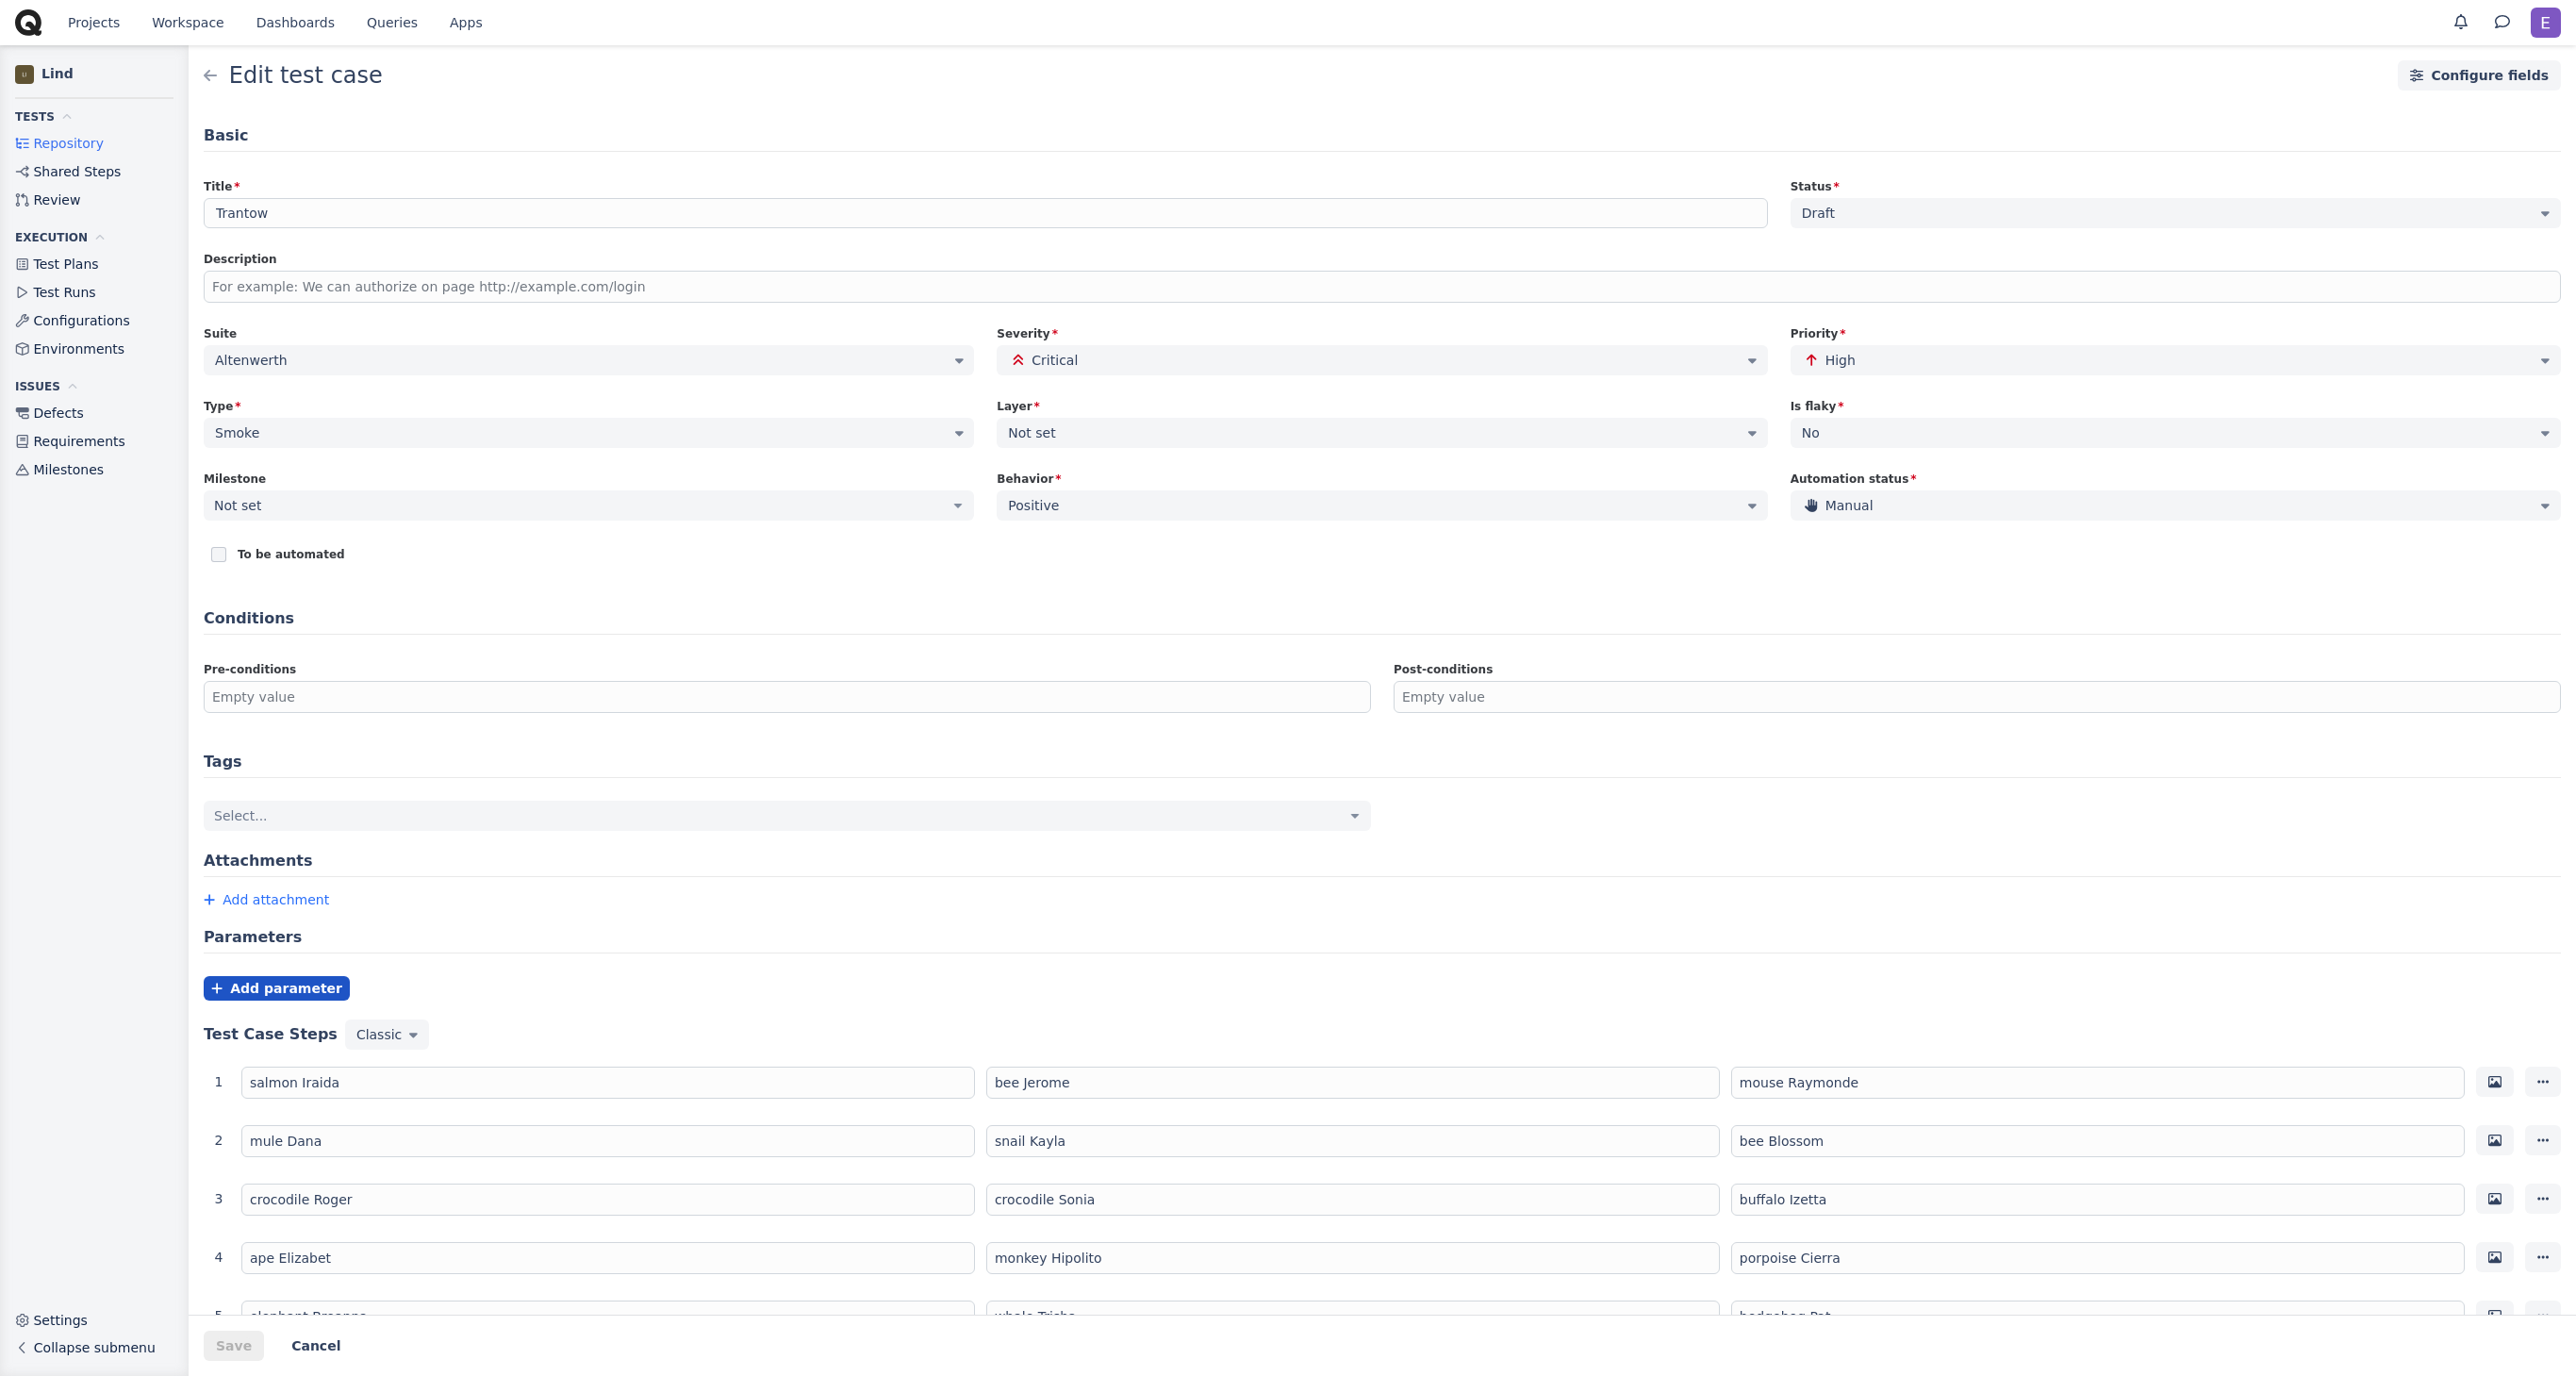 Projects Workspace Dashboards Queries Apps E
Lind
TESTS
Repository
Shared Steps
Review
EXECUTION
Test Plans
Test Runs
Configurations
Environments
ISSUES
Defects
Requirements
Milestones
Settings
Collapse submenu
Edit test case
Configure fields
Basic
Title*
Trantow
Status*
Draft
Description
For example: We can authorize on page http://example.com/login
Suite
Altenwerth
Severity*
Critical
Priority*
High
Type*
Smoke
Layer*
Not set
Is flaky*
No
Milestone
Not set
Behavior*
Positive
Automation status*
Manual
To be automated
Conditions
Pre-conditions
Empty value
Post-conditions
Empty value
Tags
Select...
Attachments
Add attachment
Parameters
Add parameter
Test Case Steps Classic
1 salmon Iraida bee Jerome mouse Raymonde
2 mule Dana snail Kayla bee Blossom
3 crocodile Roger crocodile Sonia buffalo Izetta
4 ape Elizabet monkey Hipolito porpoise Cierra
Save Cancel